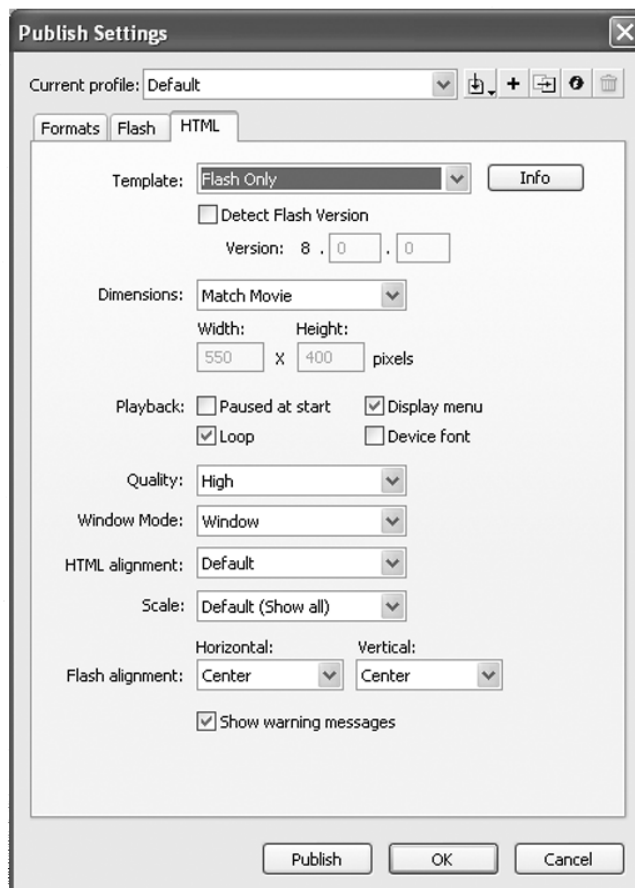 Publish Settings
Current profile: Default
Formats Flash HTML
Template: Flash Only Info
Detect Flash Version
Version: 8 . 0 . 0
Dimensions: Match Movie
Width: Height:
550 X 400 pixels
Playback: Paused at start Display menu
Loop Device font
Quality: High
Window Mode: Window
HTML alignment: Default
Scale: Default (Show all)
Horizontal: Vertical:
Flash alignment: Center Center
Show warning messages
Publish OK Cancel